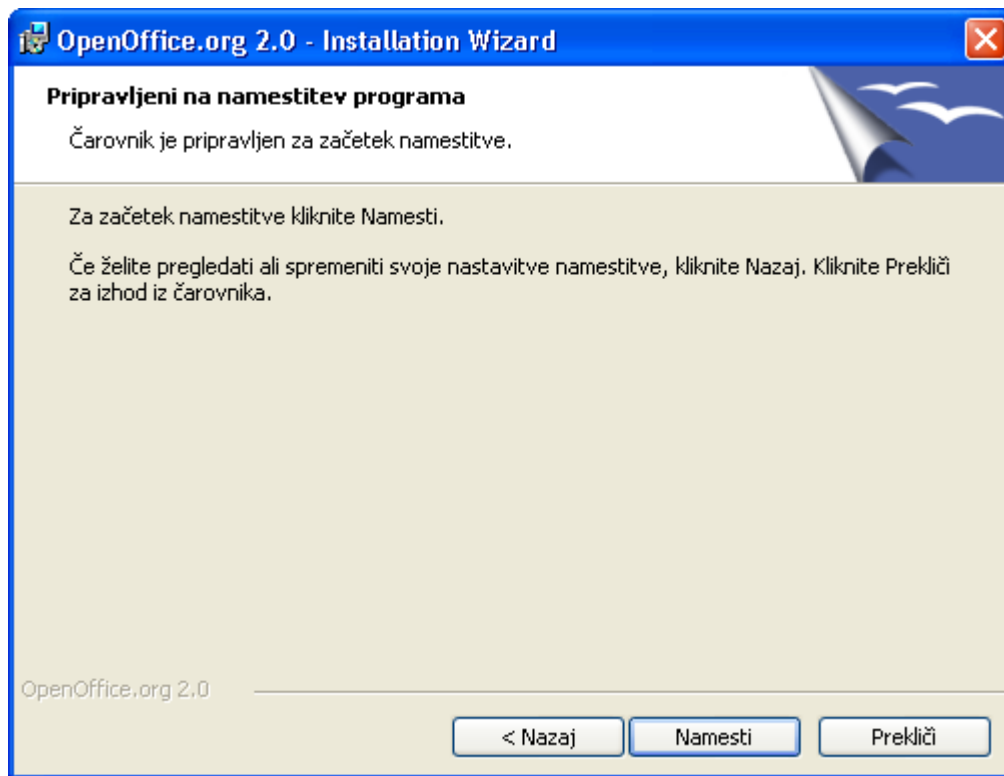 OpenOffice.org 2.0 - Installation Wizard
Pripravljeni na namestitev programa
Čarovnik je pripravljen za začetek namestitve.
Za začetek namestitve kliknite Namesti.
Če želite pregledati ali spremeniti svoje nastavitve namestitve, kliknite Nazaj. Kliknite Prekliči
za izhod iz čarovnika.
OpenOffice.org 2.0
< Nazaj Namesti Prekliči